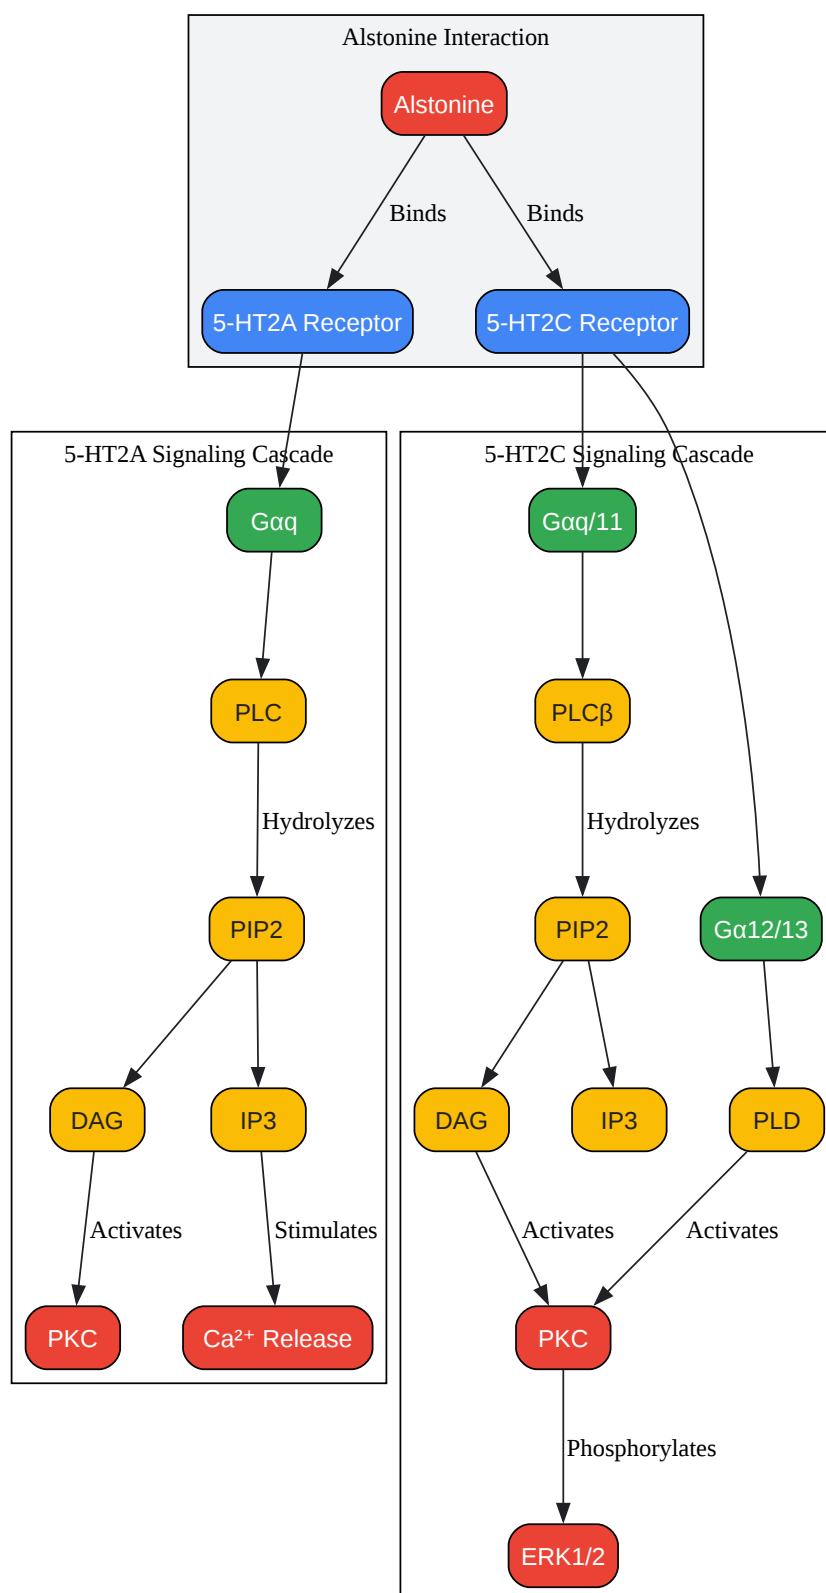 Alstonine Interaction
Alstonine
Binds
Binds
5-HT2A Receptor
5-HT2C Receptor
5-HT2A Signaling Cascade
5-HT2C Signaling Cascade
Gαq
Gαq/11
PLC
PLCβ
Hydrolyzes
Hydrolyzes
PIP2
PIP2
Gα12/13
DAG
IP3
DAG
IP3
PLD
Activates
Stimulates
Activates
Activates
PKC
Ca²⁺ Release
PKC
Phosphorylates
ERK1/2